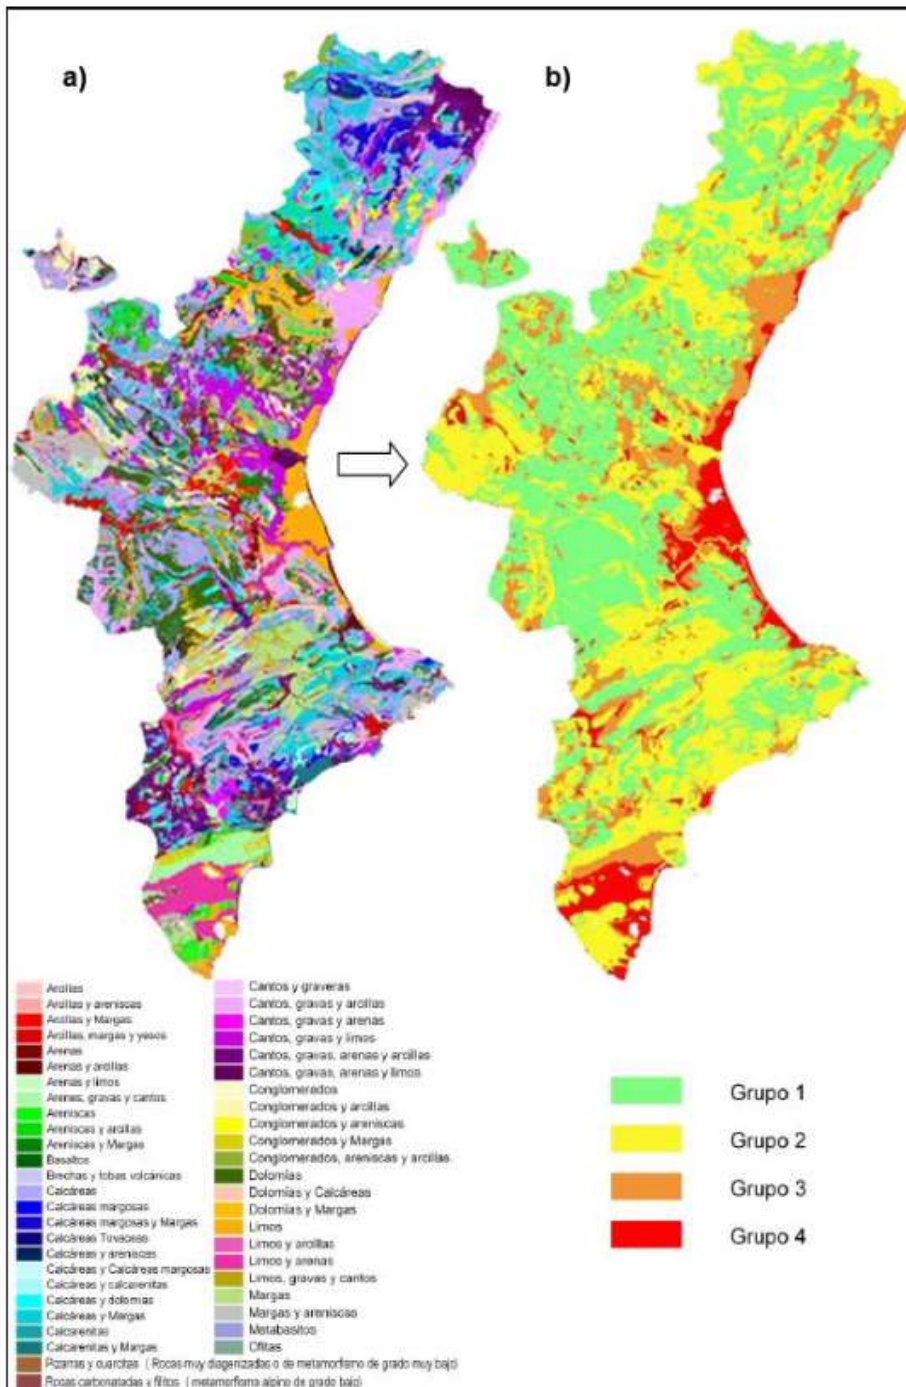 a)
b)
Arcillas
Arcillas y areniscas
Arcillas y Margas
Arcillas, margas y yesos
Arenas
Arenas y arcillas
Arenas y limos
Arenas, gravas y cantos
Areniscas
Areniscas y arcillas
Areniscas y Margas
Basaltos
Brechas y tobas volcánicas
Calcáreas
Calcáreas margosas
Calcáreas margosas y Margas
Calcáreas Tovaceas
Calcáreas y areniscas
Calcáreas y Calcáreas margosas
Calcáreas y calcarenitas
Calcáreas y dolomias
Calcáreas y Margas
Calcarenitas
Calcarenitas y Margas
Pizarras y cuarcitas ( Rocas muy diagenizadas o de metamorfismo de grado muy bajo)
Rocas carbonatadas y filitos ( metamorfismo alpino de grado bajo)
Cantos y graveras
Cantos, gravas y arcillas
Cantos, gravas y arenas
Cantos, gravas y limos
Cantos, gravas, arenas y arcillas
Cantos, gravas, arenas y limos
Conglomerados
Conglomerados y arcillas
Conglomerados y areniscas
Conglomerados y Margas
Conglomerados, areniscas y arcillas
Dolomías
Dolomías y Calcáreas
Dolomías y Margas
Limos
Limos y arcillas
Limos y arenas
Limos, gravas y cantos
Margas
Margas y areniscas
Metabasitos
Ofitas
Grupo 1
Grupo 2
Grupo 3
Grupo 4